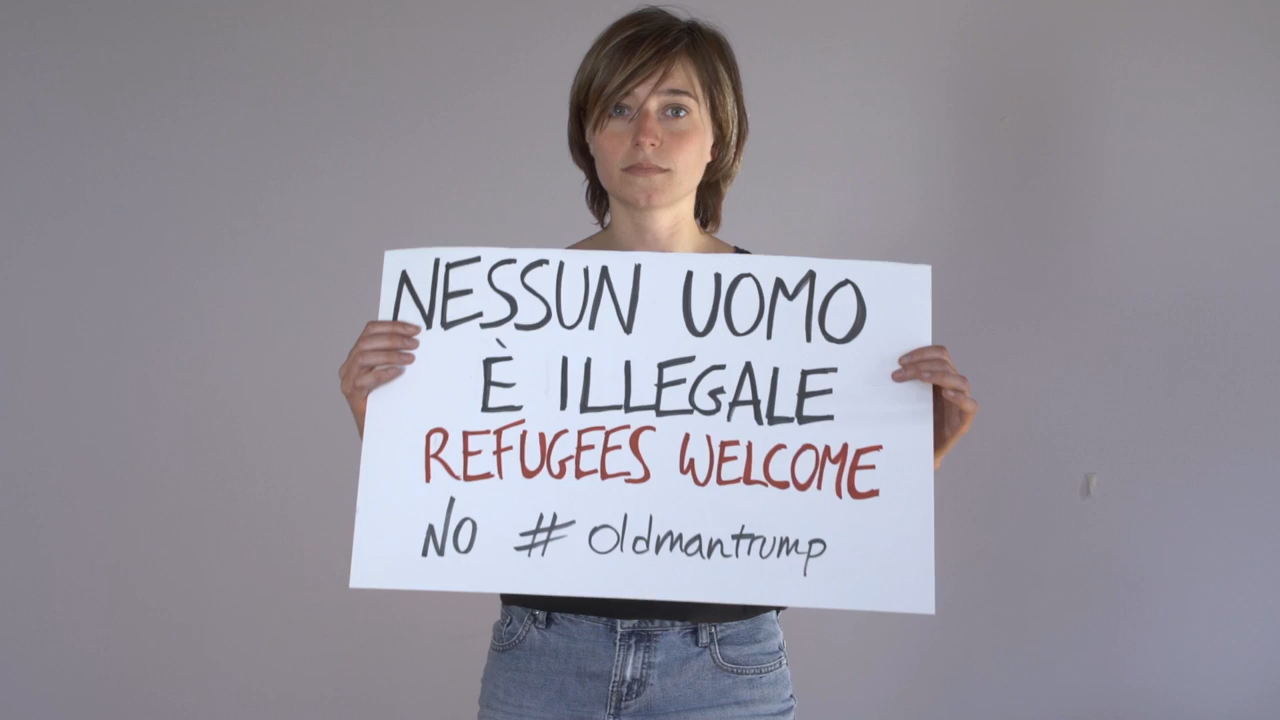 NESSUN UOMO
È ILLEGALE
REFUGEES WELCOME
NO # oldmantrump